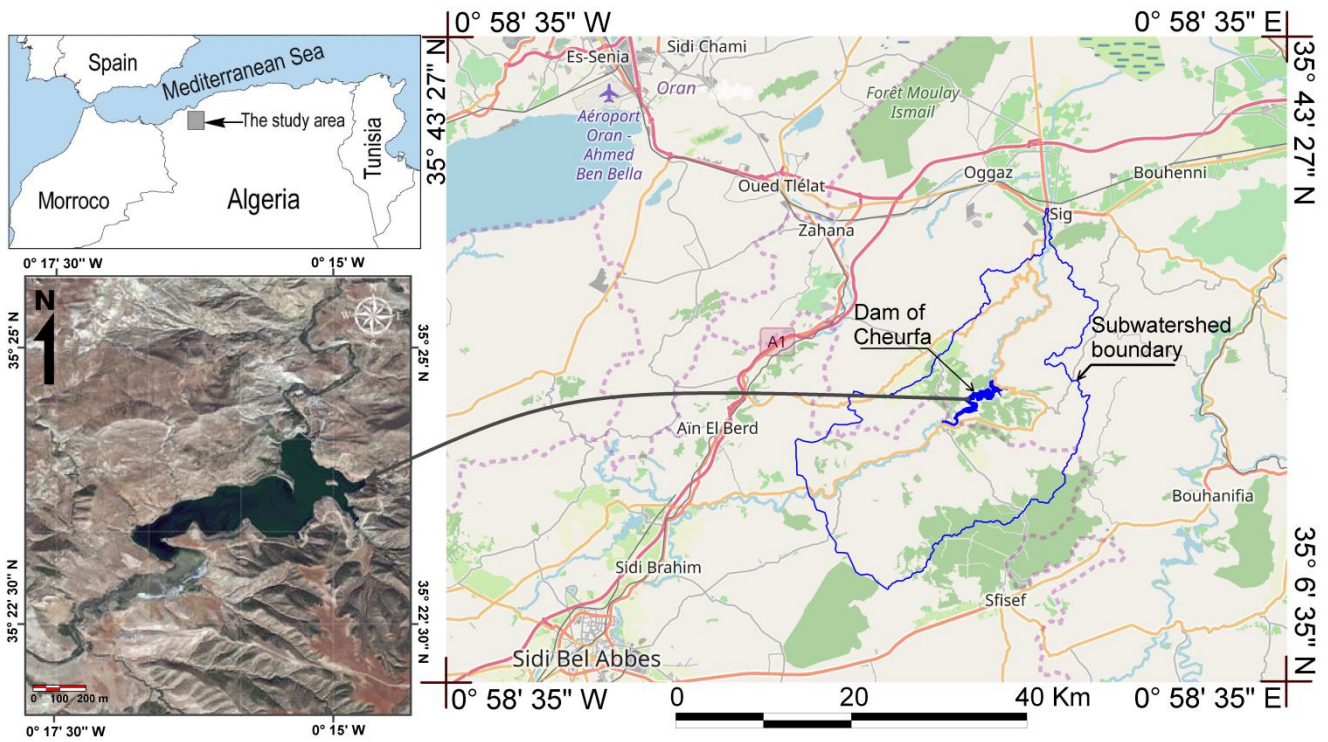 Spain
Mediterranean Sea
The study area
Tunisia
Morroco
Algeria
0° 17' 30" W
0° 15' W
N
35° 25' N
35° 25' N
35° 22' 30" N
35° 22' 30" N
0 100 200 m
0° 17' 30" W
0° 15' W
0° 58' 35" W
0° 58' 35" E
35° 43' 27" N
35° 43' 27" N
Sidi Chami
Es-Senia
Oran
Aéroport
Oran -
Ahmed
Ben Bella
Forêt Moulay
Ismail
Oued Tlélat
Oggaz
Bouhenni
Sig
Zahana
Dam of
Cheurfa
Subwatershed
boundary
A1
Aïn El Berd
Bouhanifia
Sidi Brahim
Sfisef
Sidi Bel Abbes
35° 6' 35" N
0° 58' 35" W
0 20 40 Km
0° 58' 35" E